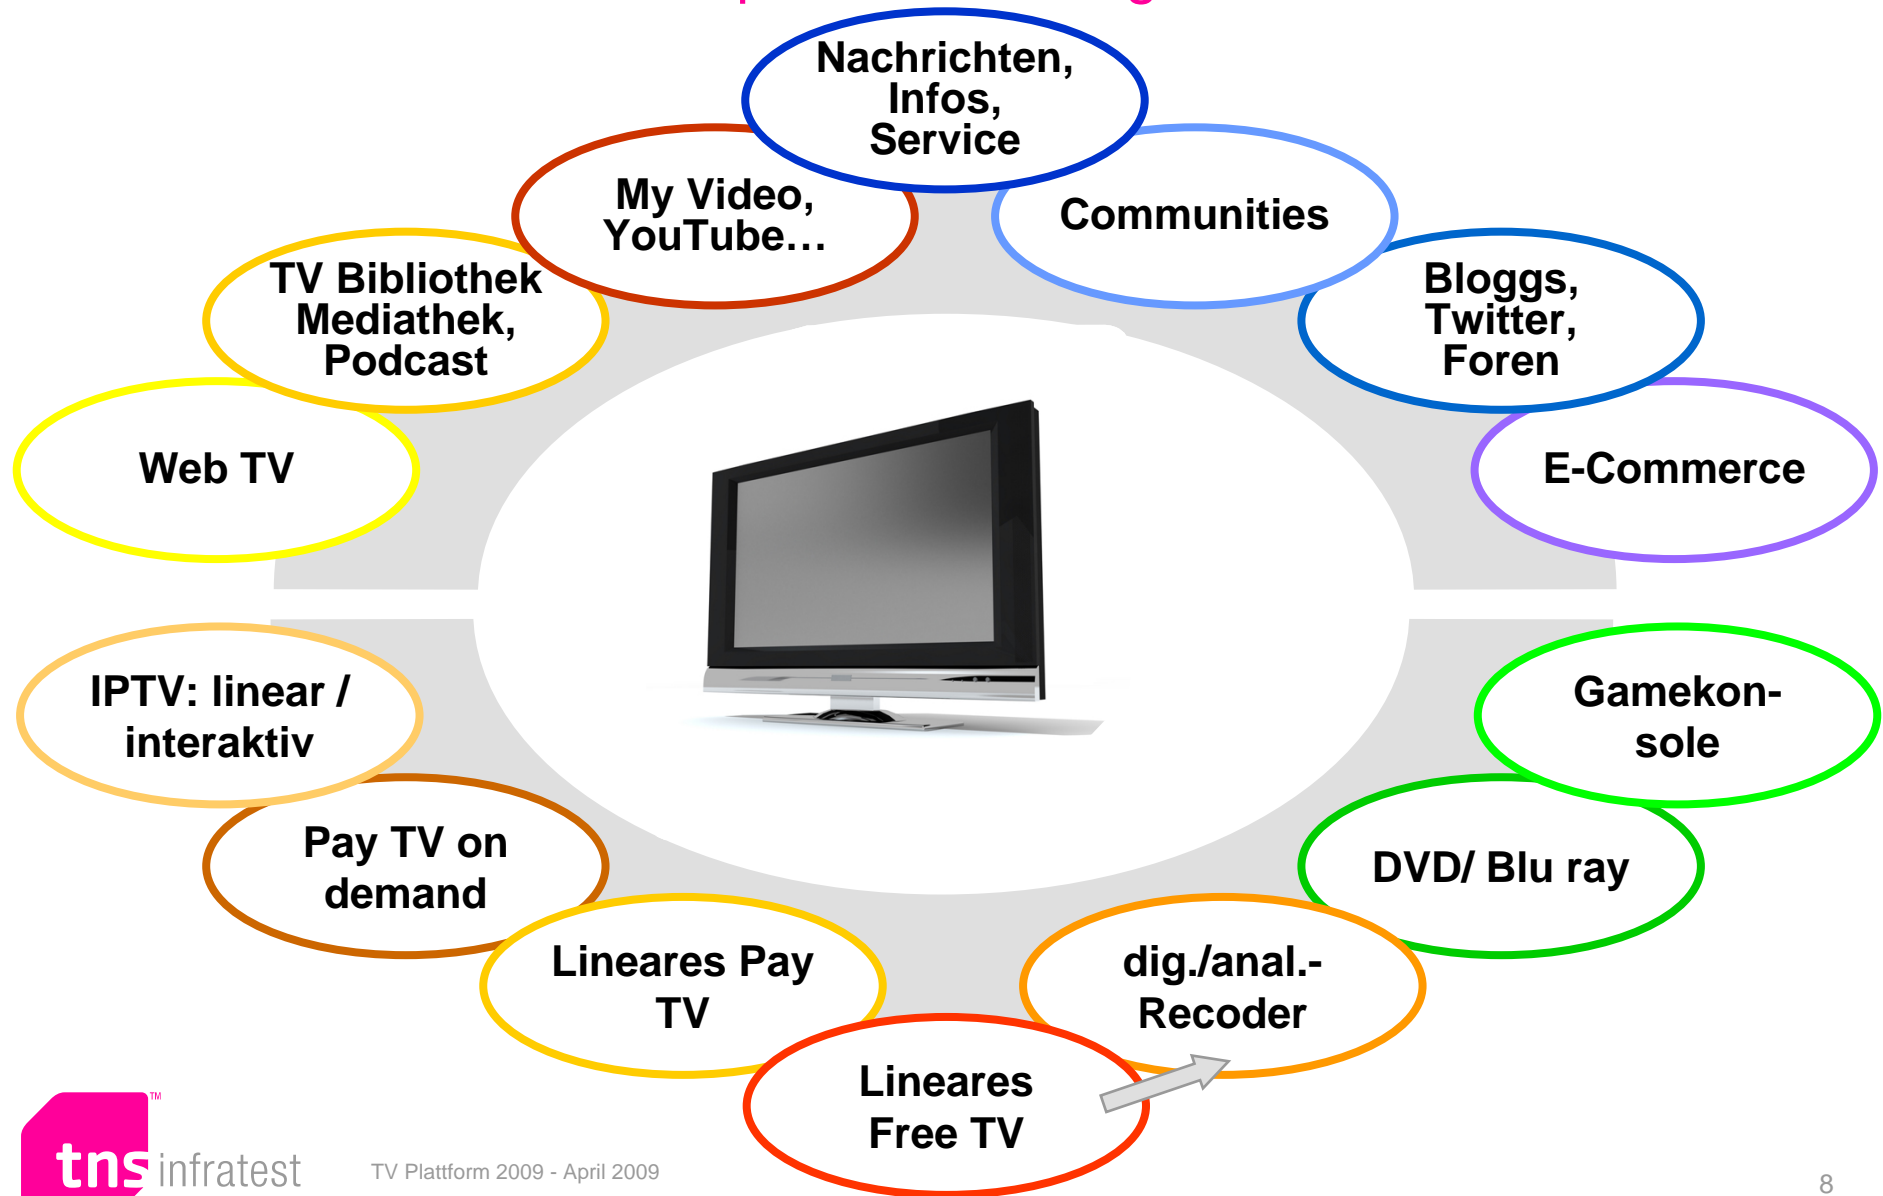 Nachrichten,
Infos,
Service
My Video,
YouTube…
Communities
TV Bibliothek
Mediathek,
Podcast
Bloggs,
Twitter,
Foren
Web TV
E-Commerce
IPTV: linear /
interaktiv
Gamekon-
sole
Pay TV on
demand
DVD/ Blu ray
Lineares Pay
TV
dig./anal.-
Recoder
Lineares
Free TV
tns infratest
TM
TV Plattform 2009 - April 2009
8